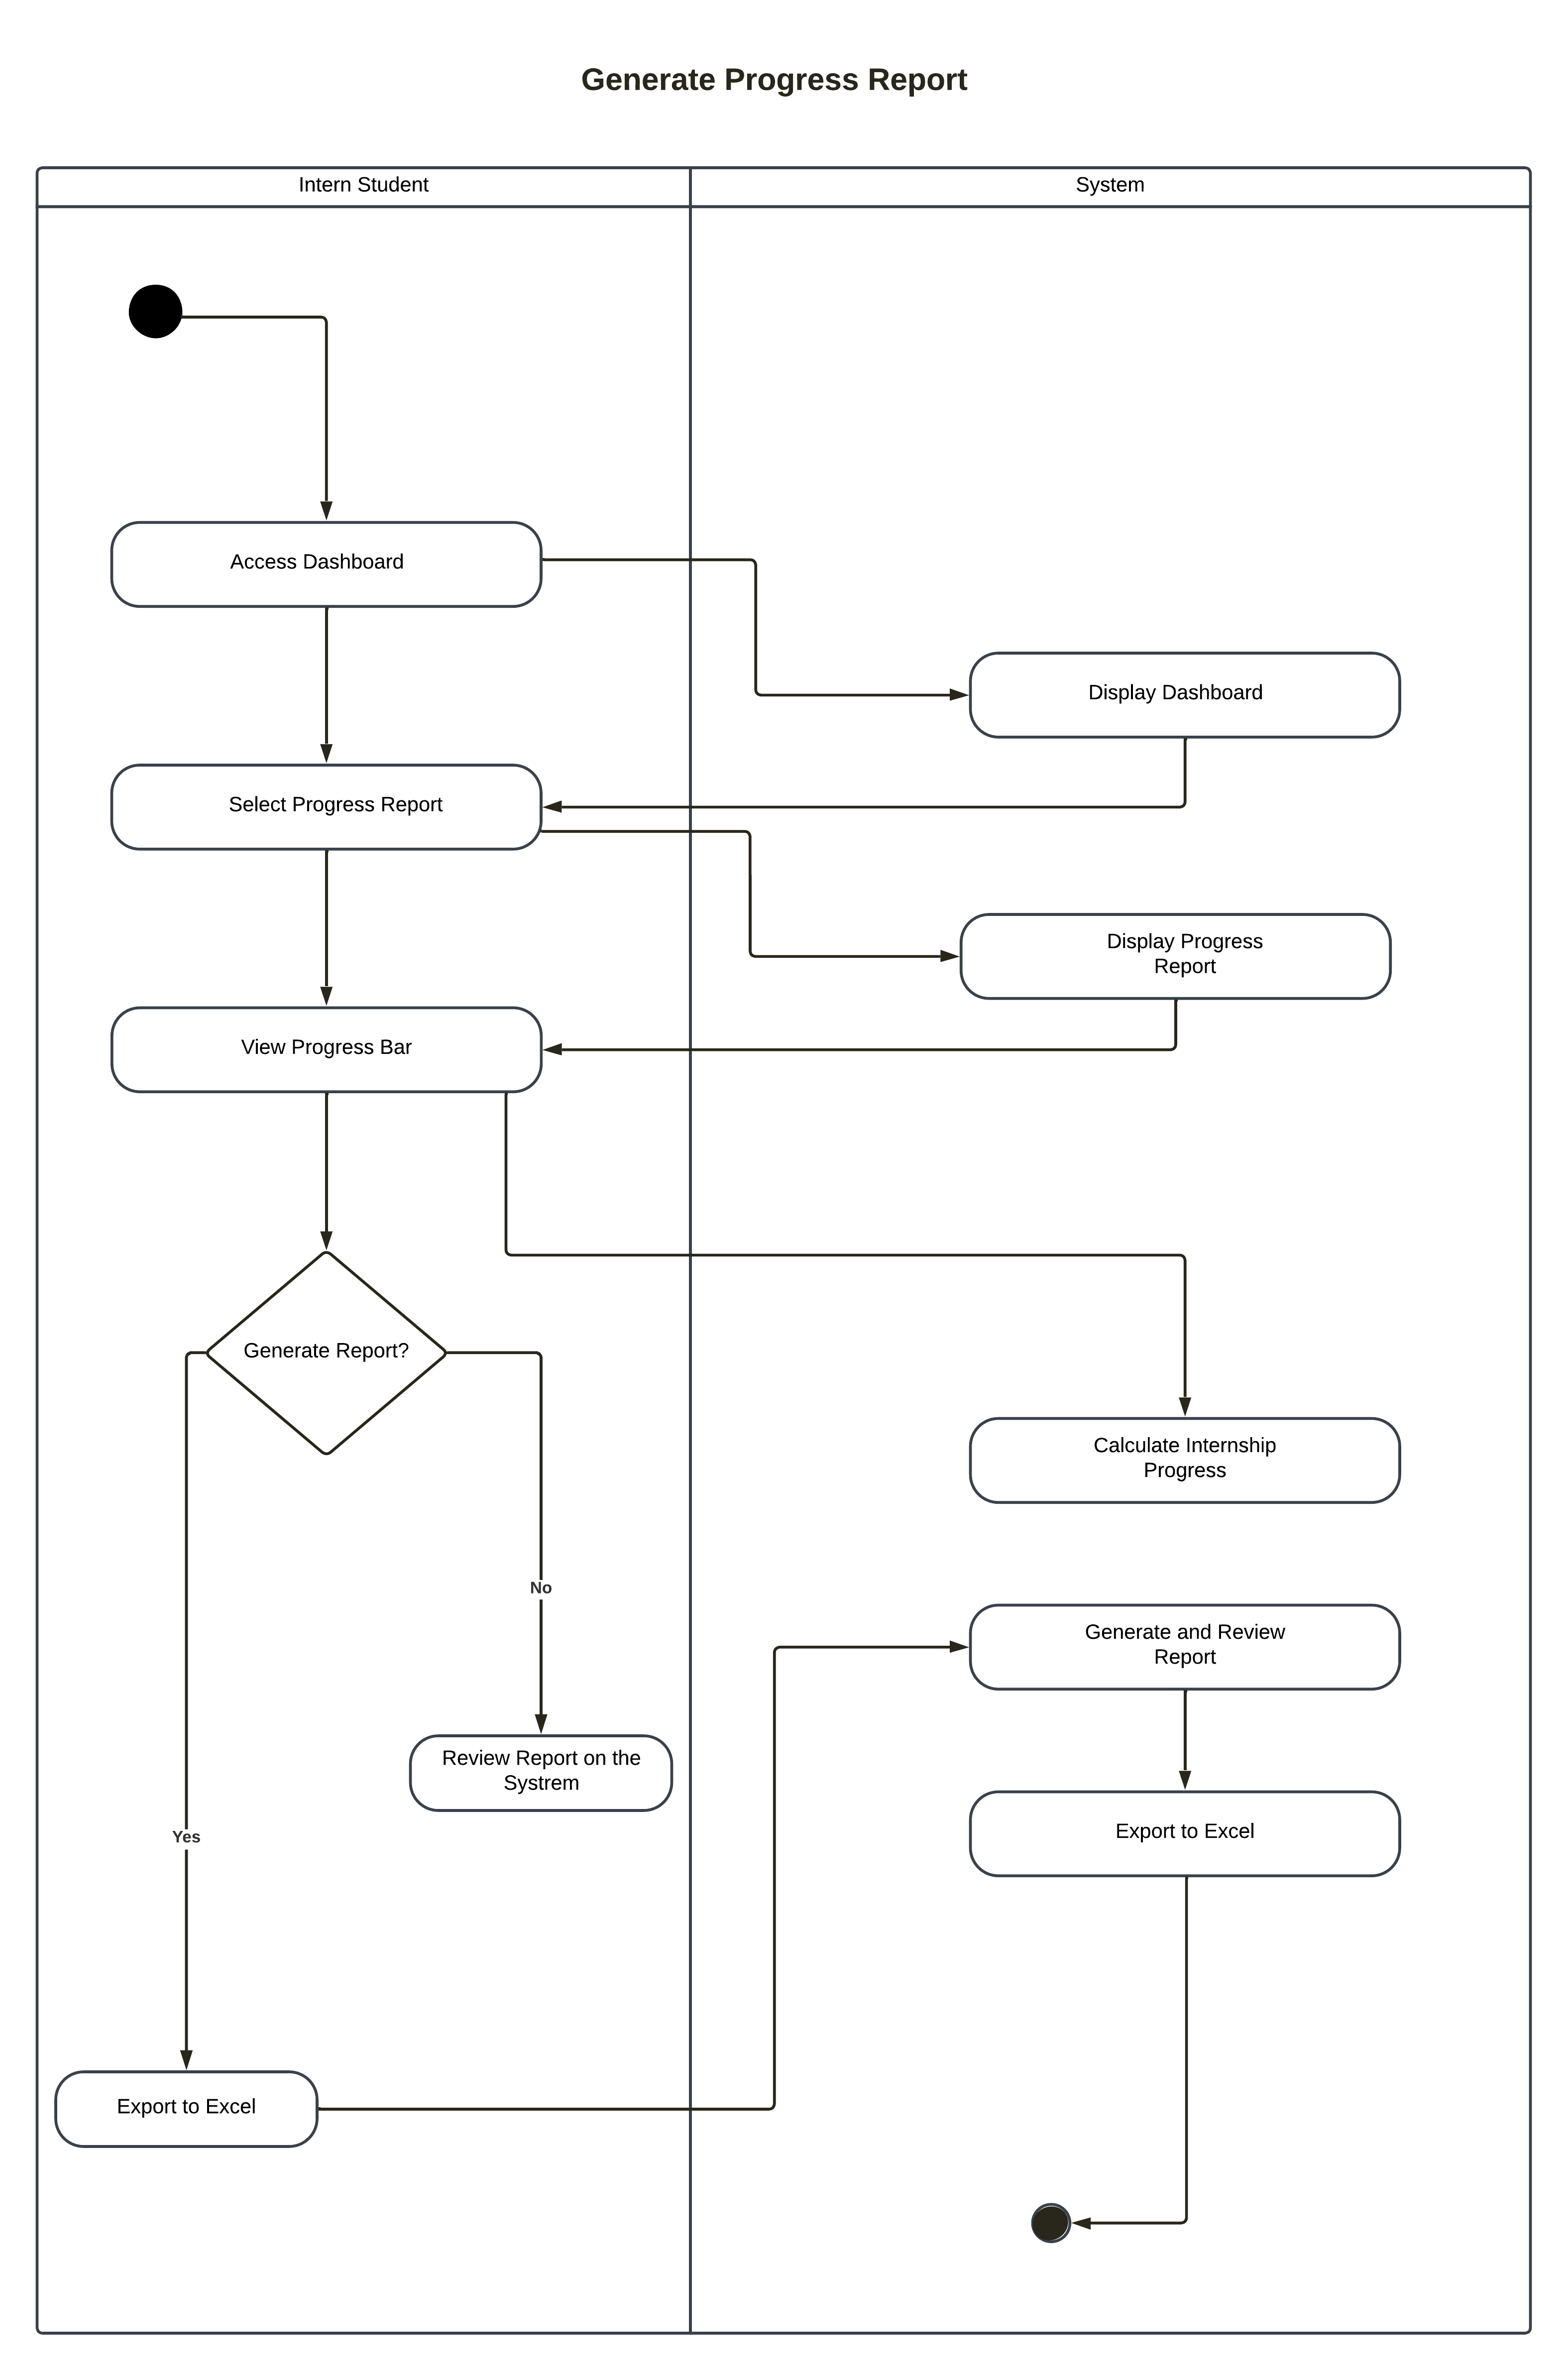 Generate Progress Report
Intern Student
System
Access Dashboard
Display Dashboard
Select Progress Report
Display Progress
Report
View Progress Bar
Generate Report?
Calculate Internship
Progress
No
Generate and Review
Report
Review Report on the
Systrem
Yes
Export to Excel
Export to Excel